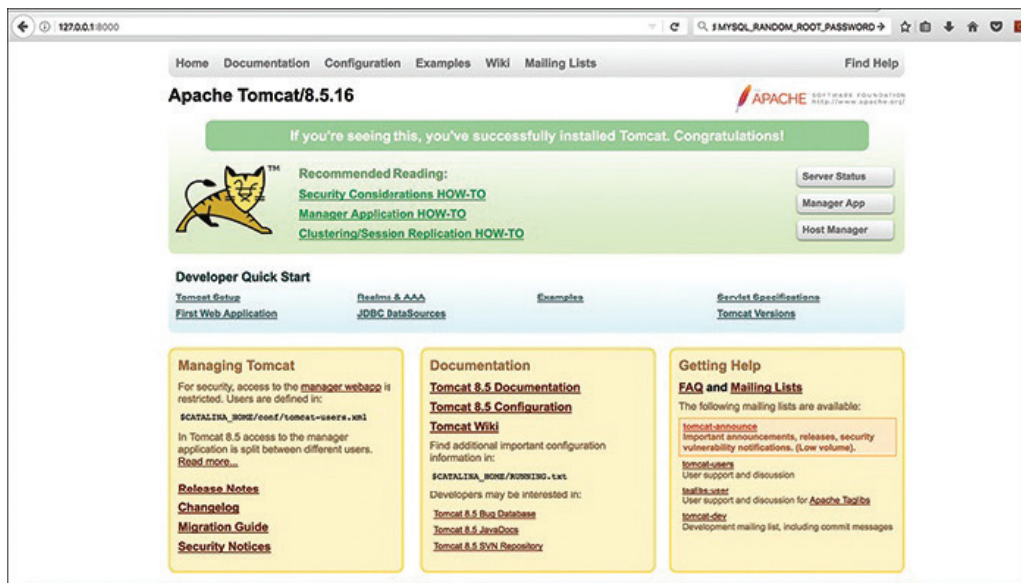 127.0.0.1:8000
$MYSQL_RANDOM_ROOT_PASSWORD
Home Documentation Configuration Examples Wiki Mailing Lists Find Help
Apache Tomcat/8.5.16
APACHE SOFTWARE FOUNDATION
http://www.apache.org/
If you're seeing this, you've successfully installed Tomcat. Congratulations!
TM
Recommended Reading:
Security Considerations HOW-TO
Manager Application HOW-TO
Clustering/Session Replication HOW-TO
Server Status
Manager App
Host Manager
Developer Quick Start
Tomcat Setup
First Web Application
Realms & AAA
JDBC DataSources
Examples
Servlet Specifications
Tomcat Versions
Managing Tomcat
For security, access to the manager webapp is
restricted. Users are defined in:
$CATALINA_HOME/conf/tomcat-users.xml
In Tomcat 8.5 access to the manager
application is split between different users.
Read more...
Release Notes
Changelog
Migration Guide
Security Notices
Documentation
Tomcat 8.5 Documentation
Tomcat 8.5 Configuration
Tomcat Wiki
Find additional important configuration
information in:
$CATALINA_HOME/RUNNING.txt
Developers may be interested in:
Tomcat 8.5 Bug Database
Tomcat 8.5 JavaDocs
Tomcat 8.5 SVN Repository
Getting Help
FAQ and Mailing Lists
The following mailing lists are available:
tomcat-announce
Important announcements, releases, security
vulnerability notifications. (Low volume).
tomcat-users
User support and discussion
taglibs-user
User support and discussion for Apache Taglibs
tomcat-dev
Development mailing list, including commit messages